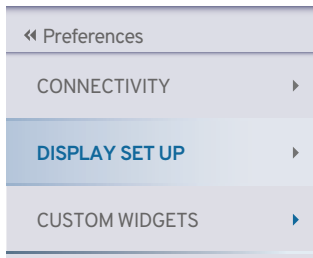 Preferences
CONNECTIVITY
DISPLAY SET UP
CUSTOM WIDGETS